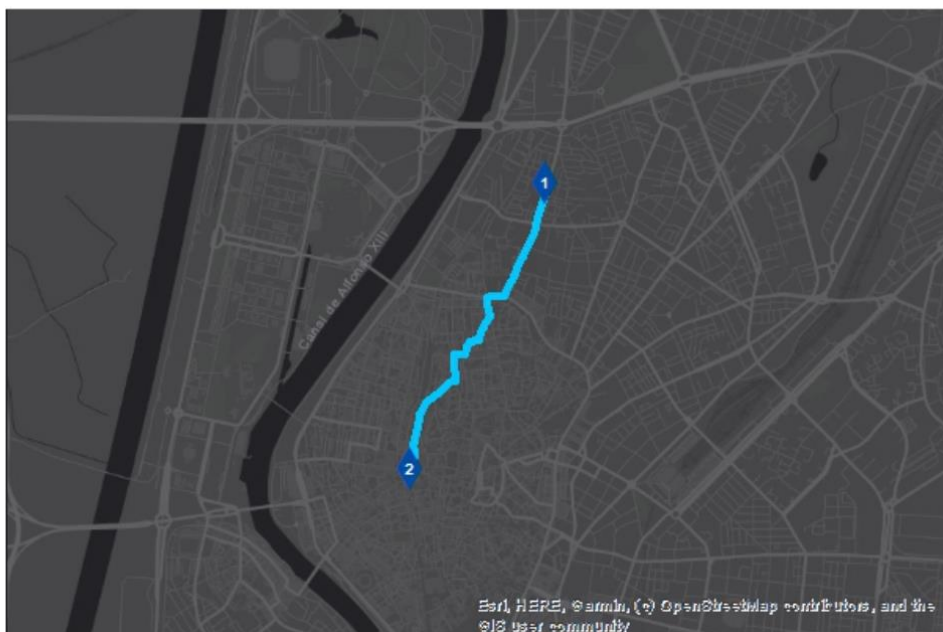 1
Canal de Alfonso XIII
2
Esri, HERE, Garmin, (c) OpenStreetMap contributors, and the
GIS user community